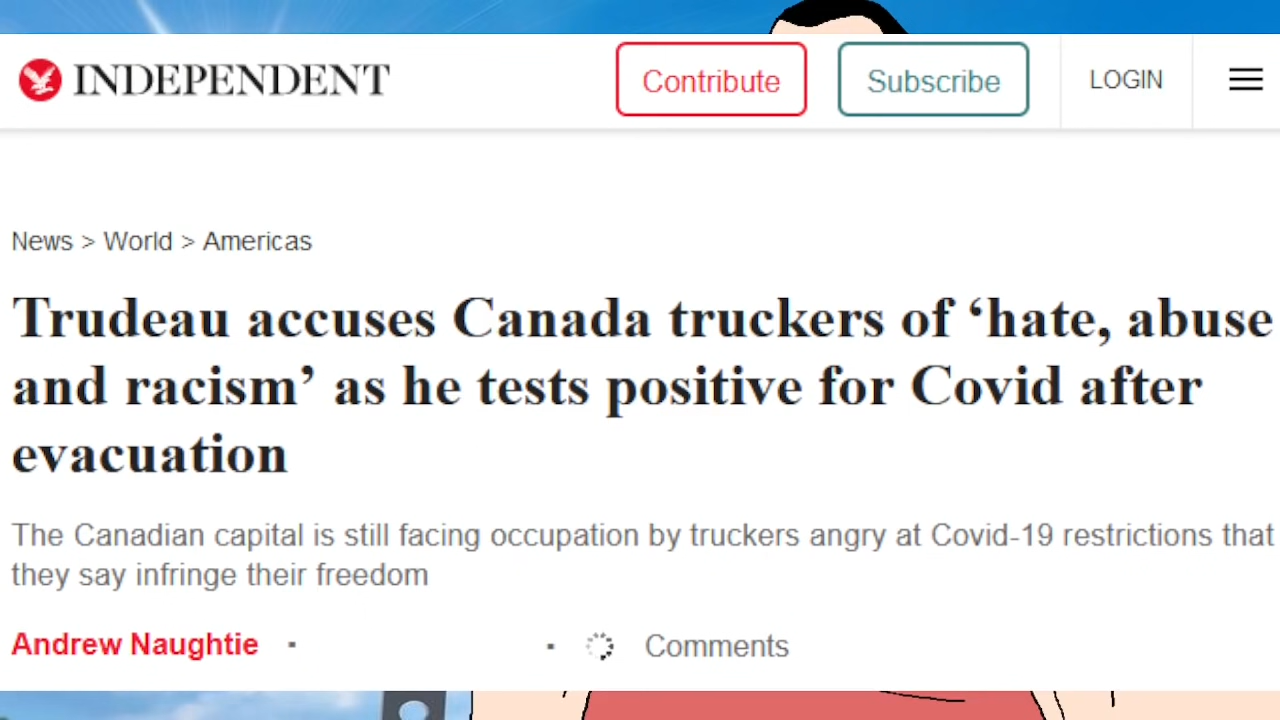 INDEPENDENT
Contribute
Subscribe
LOGIN
News > World > Americas
Trudeau accuses Canada truckers of ‘hate, abuse
and racism’ as he tests positive for Covid after
evacuation
The Canadian capital is still facing occupation by truckers angry at Covid-19 restrictions that
they say infringe their freedom
Andrew Naughtie
Comments